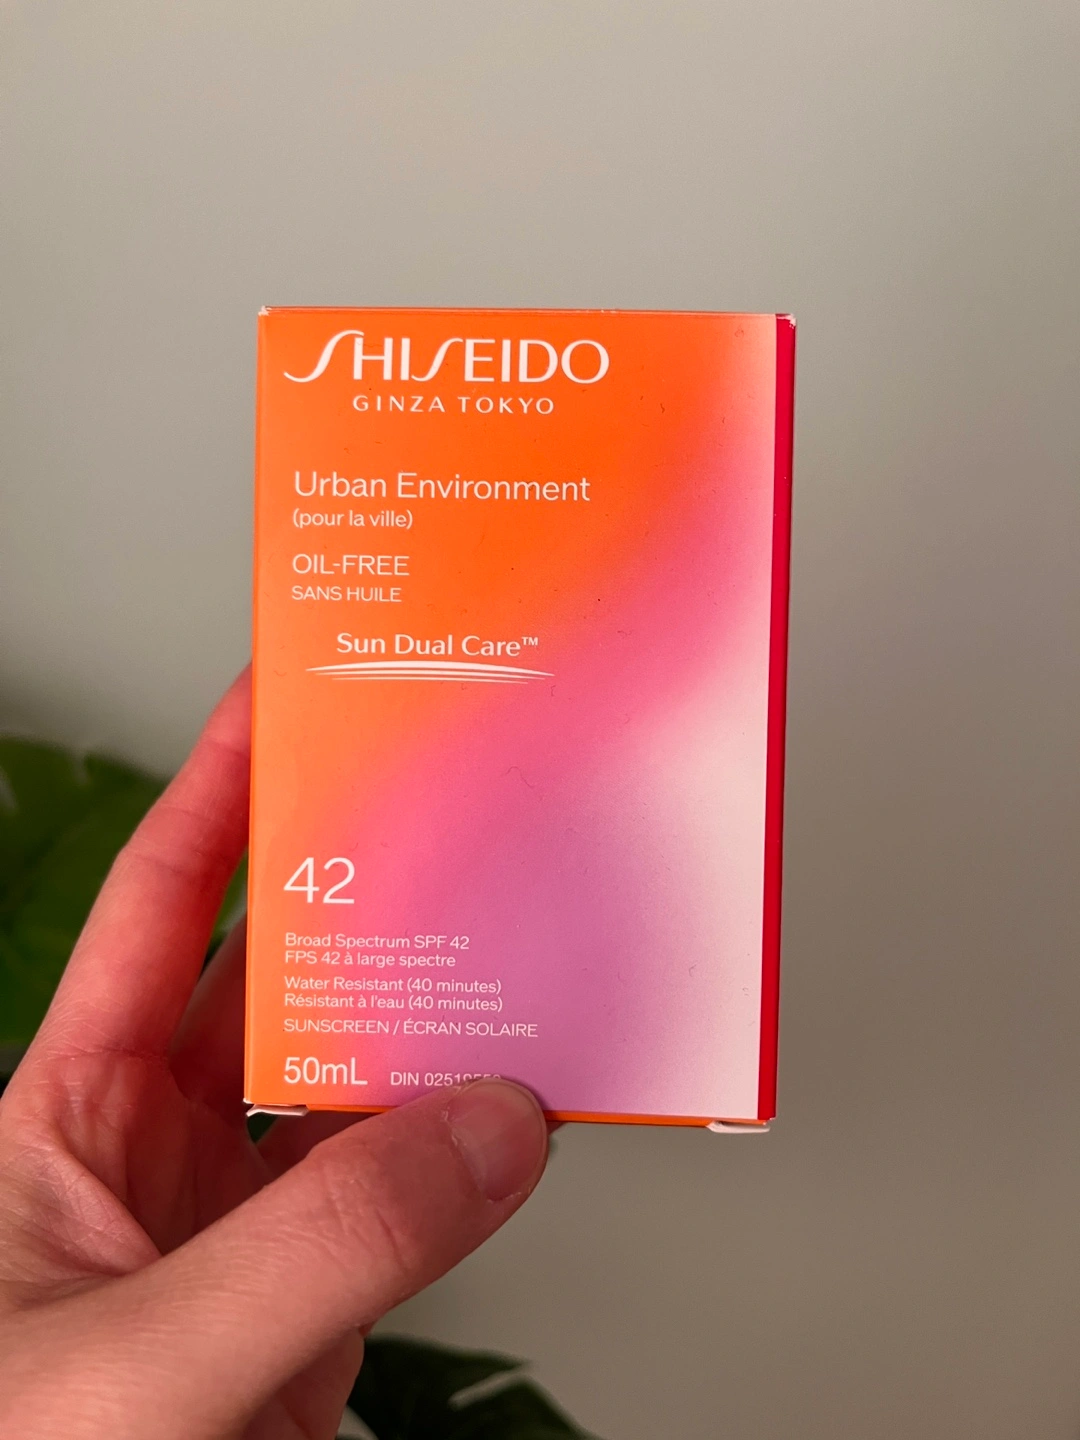 SHISEIDO
GINZA TOKYO
Urban Environment
(pour la ville)
OIL-FREE
SANS HUILE
Sun Dual Care™
42
Broad Spectrum SPF 42
FPS 42 à large spectre
Water Resistant (40 minutes)
Résistant à l'eau (40 minutes)
SUNSCREEN / ÉCRAN SOLAIRE
50mL DIN